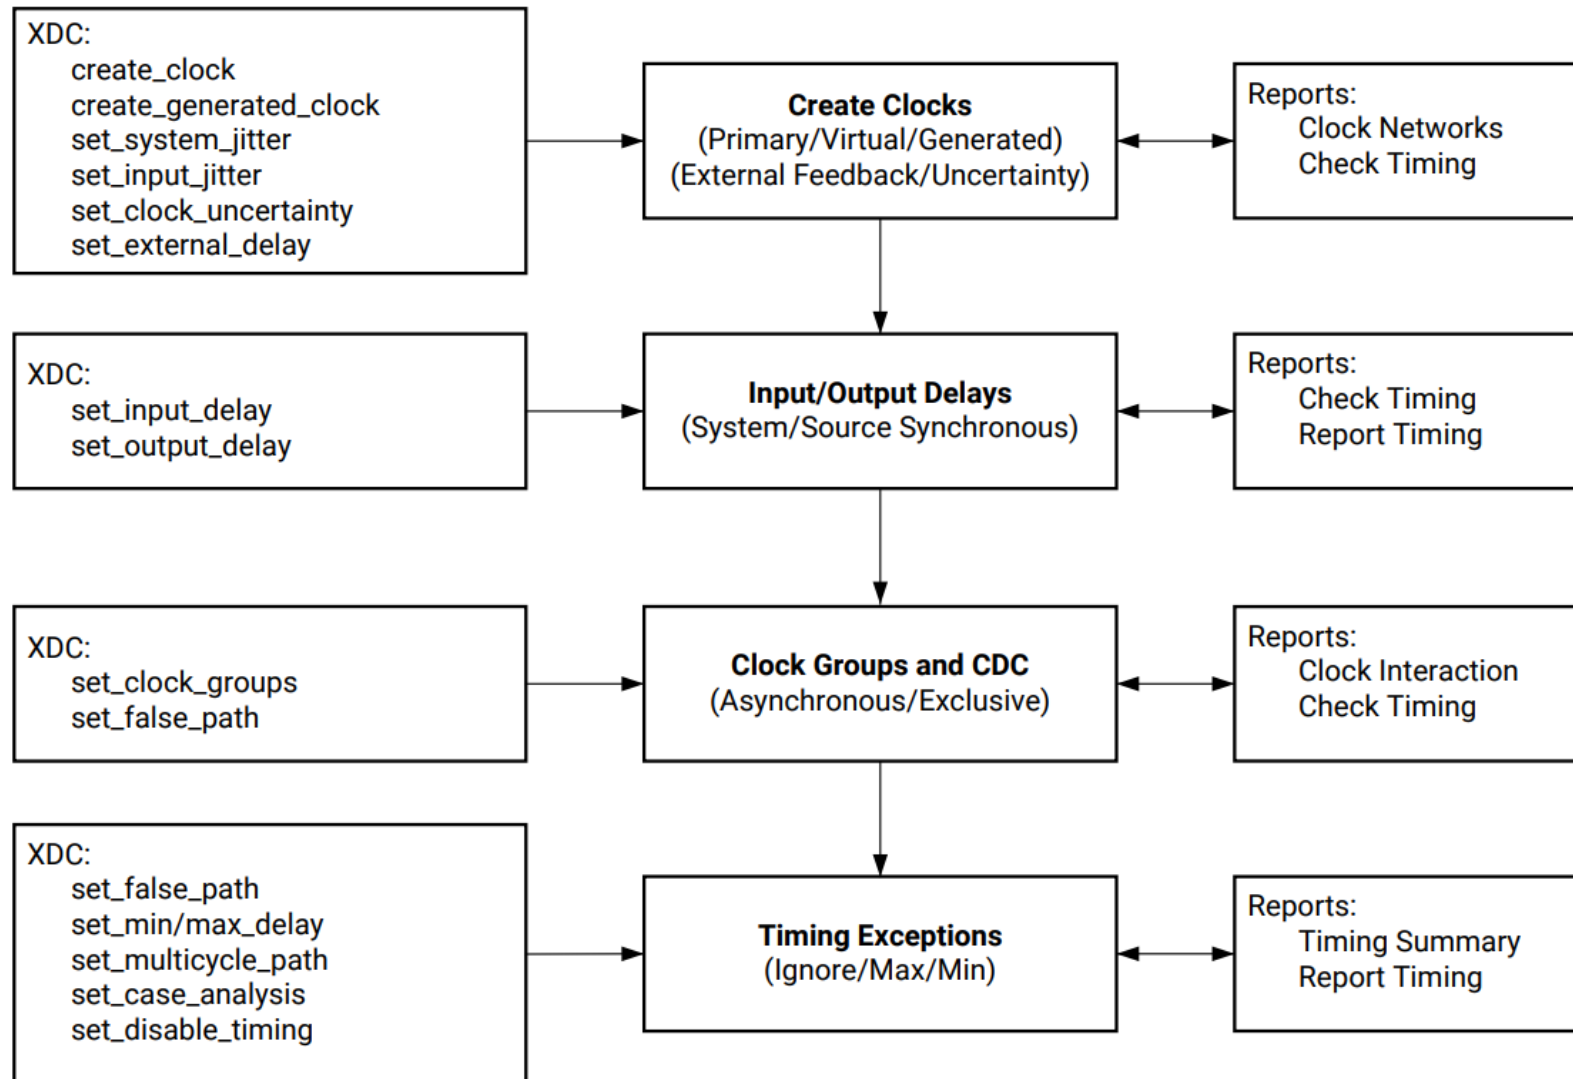 XDC:
create_clock
create_generated_clock
set_system_jitter
set_input_jitter
set_clock_uncertainty
set_external_delay
Create Clocks
(Primary/Virtual/Generated)
(External Feedback/Uncertainty)
Reports:
Clock Networks
Check Timing
XDC:
set_input_delay
set_output_delay
Input/Output Delays
(System/Source Synchronous)
Reports:
Check Timing
Report Timing
XDC:
set_clock_groups
set_false_path
Clock Groups and CDC
(Asynchronous/Exclusive)
Reports:
Clock Interaction
Check Timing
XDC:
set_false_path
set_min/max_delay
set_multicycle_path
set_case_analysis
set_disable_timing
Timing Exceptions
(Ignore/Max/Min)
Reports:
Timing Summary
Report Timing